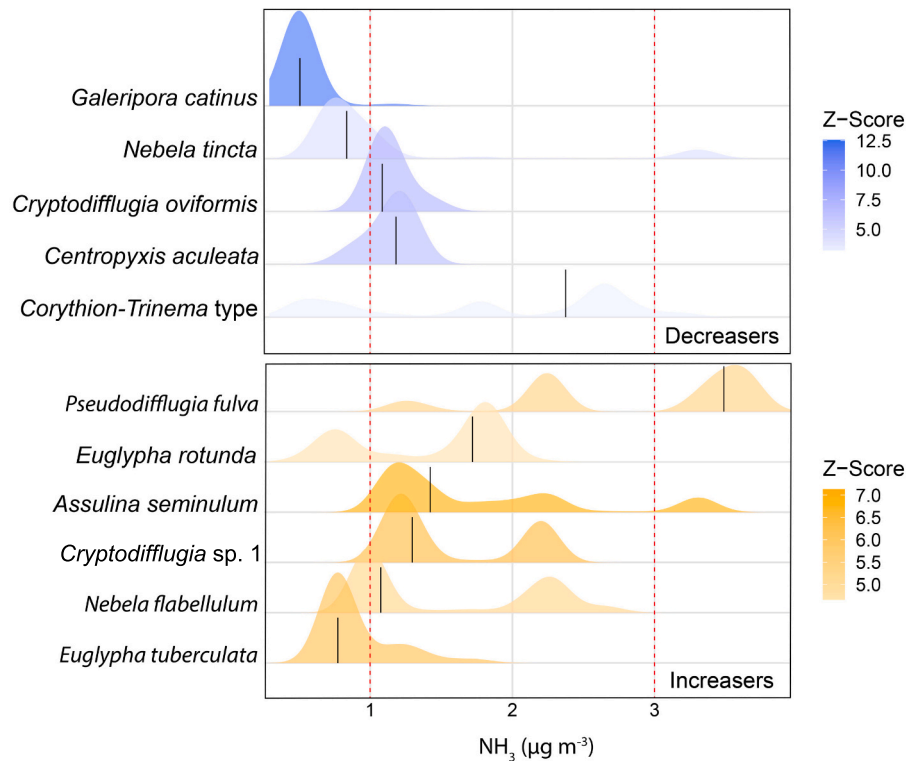 Galeripora catinus
Nebela tincta
Cryptodifflugia oviformis
Centropyxis aculeata
Corythion-Trinema type
Decreasers
Z−Score
12.5
10.0
7.5
5.0
Pseudodifflugia fulva
Euglypha rotunda
Assulina seminulum
Cryptodifflugia sp. 1
Nebela flabellulum
Euglypha tuberculata
Increasers
Z−Score
7.0
6.5
6.0
5.5
5.0
1 2 3
NH3 (µg m-3)